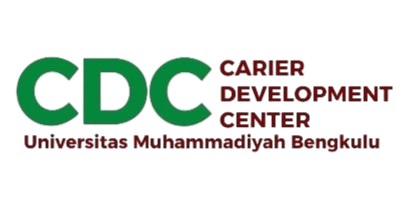 CDC
CARIER
DEVELOPMENT
CENTER
Universitas Muhammadiyah Bengkulu